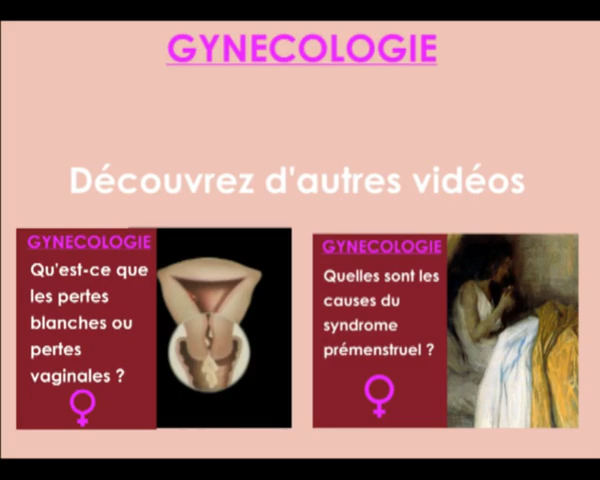 GYNECOLOGIE
Découvrez d'autres vidéos
GYNECOLOGIE
Qu'est-ce que
les pertes
blanches ou
pertes
vaginales ?
GYNECOLOGIE
Quelles sont les
causes du
syndrome
prémenstruel ?